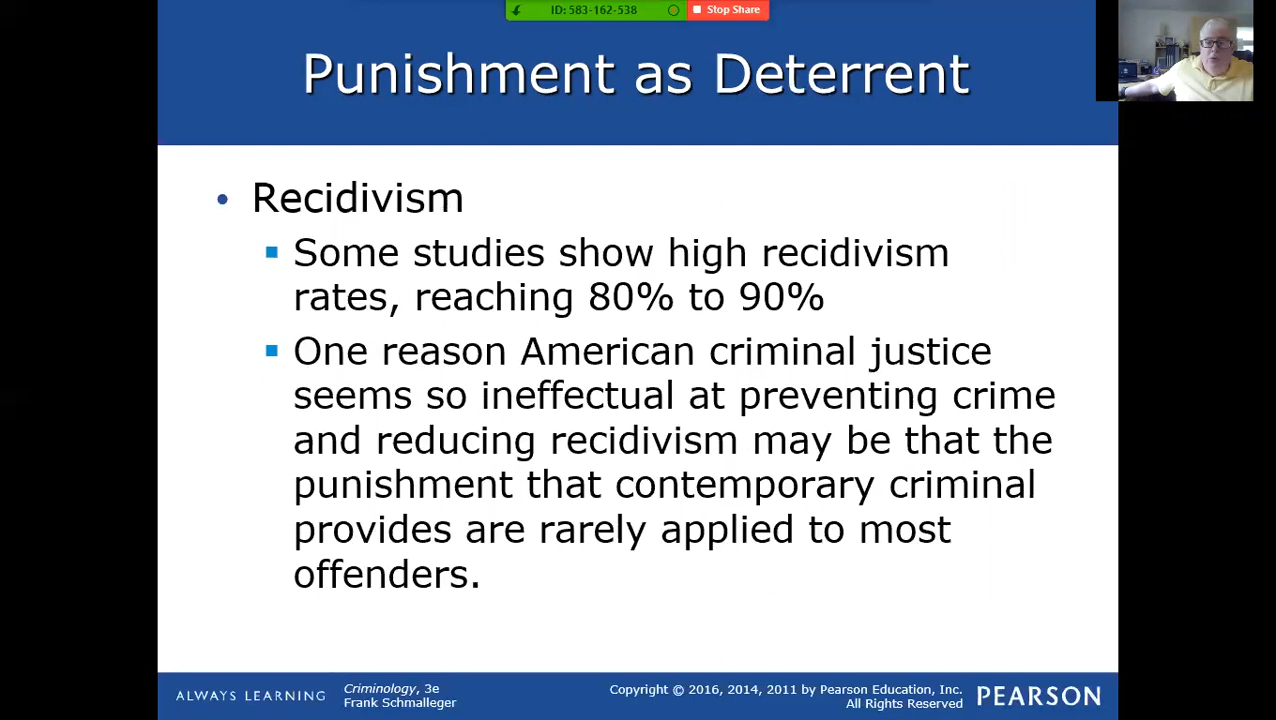 ID: 583-162-538
Stop Share
Punishment as Deterrent
• Recidivism
▪ Some studies show high recidivism
rates, reaching 80% to 90%
▪ One reason American criminal justice
seems so ineffectual at preventing crime
and reducing recidivism may be that the
punishment that contemporary criminal
provides are rarely applied to most
offenders.
ALWAYS LEARNING
Criminology, 3e
Frank Schmalleger
Copyright © 2016, 2014, 2011 by Pearson Education, Inc.
All Rights Reserved
PEARSON